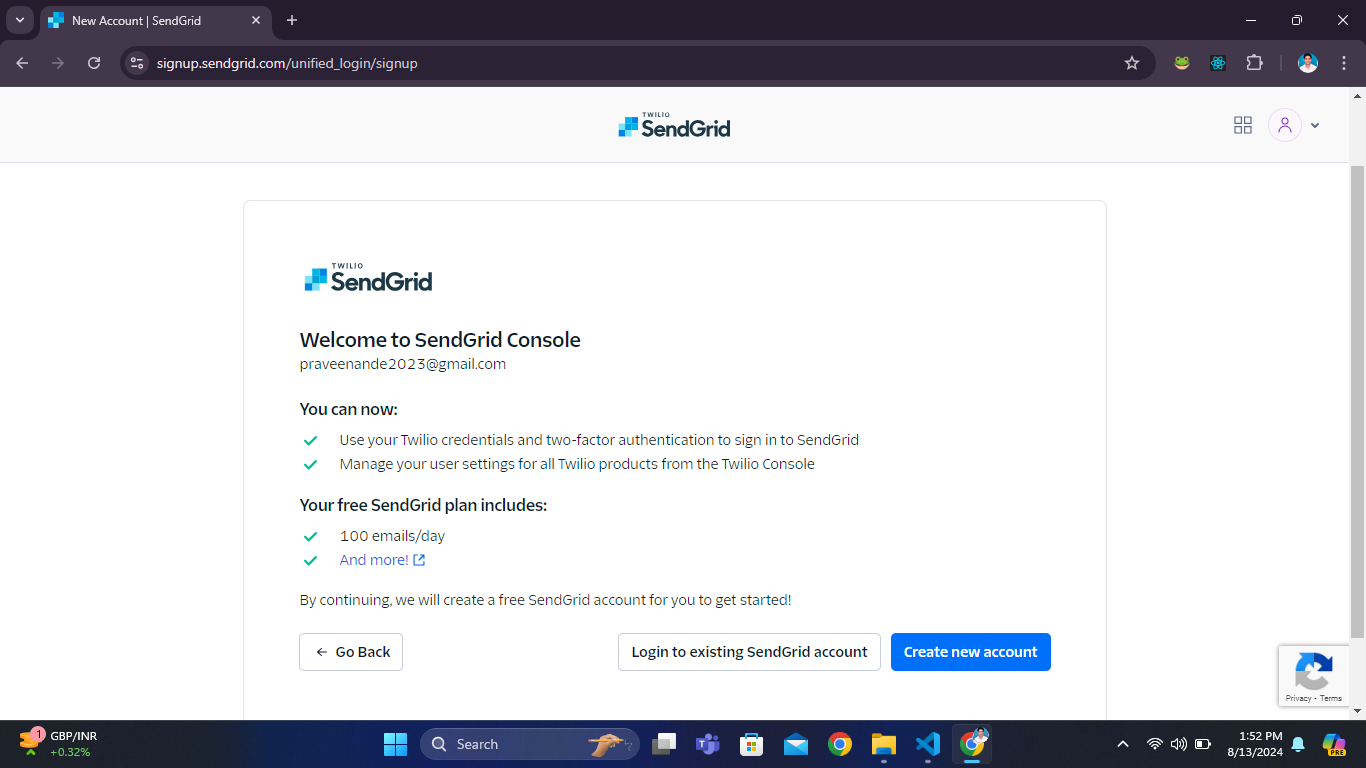 New Account | SendGrid
signup.sendgrid.com/unified_login/signup
TWILIO
SendGrid
TWILIO
SendGrid
Welcome to SendGrid Console
praveenande2023@gmail.com
You can now:
Use your Twilio credentials and two-factor authentication to sign in to SendGrid
Manage your user settings for all Twilio products from the Twilio Console
Your free SendGrid plan includes:
100 emails/day
And more!
By continuing, we will create a free SendGrid account for you to get started!
Go Back
Login to existing SendGrid account
Create new account
Privacy - Terms
1
GBP/INR
+0.32%
Search
1:52 PM
8/13/2024
PRE